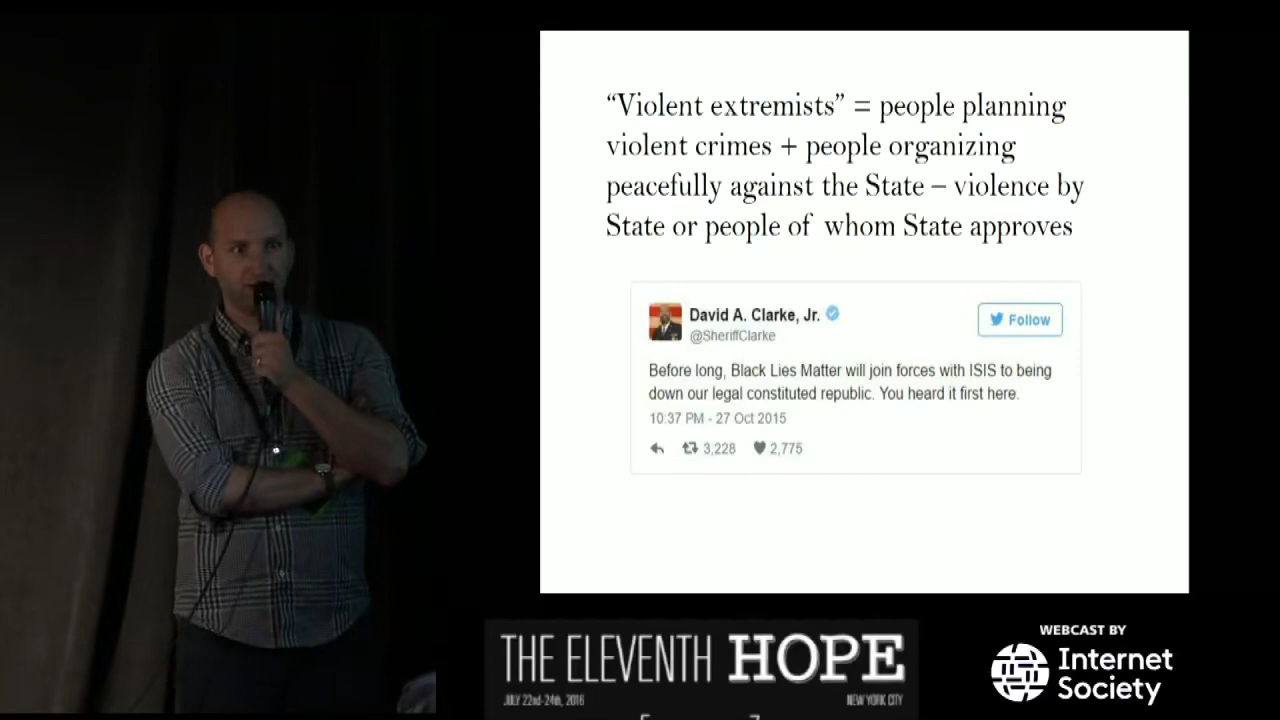 “Violent extremists” = people planning
violent crimes + people organizing
peacefully against the State – violence by
State or people of whom State approves
David A. Clarke, Jr.
@SheriffClarke
Follow
Before long, Black Lies Matter will join forces with ISIS to being
down our legal constituted republic. You heard it first here.
10:37 PM - 27 Oct 2015
3,228
2,775
THE ELEVENTH HOPE
JULY 22nd-24th, 2016
NEW YORK CITY
WEBCAST BY
Internet
Society